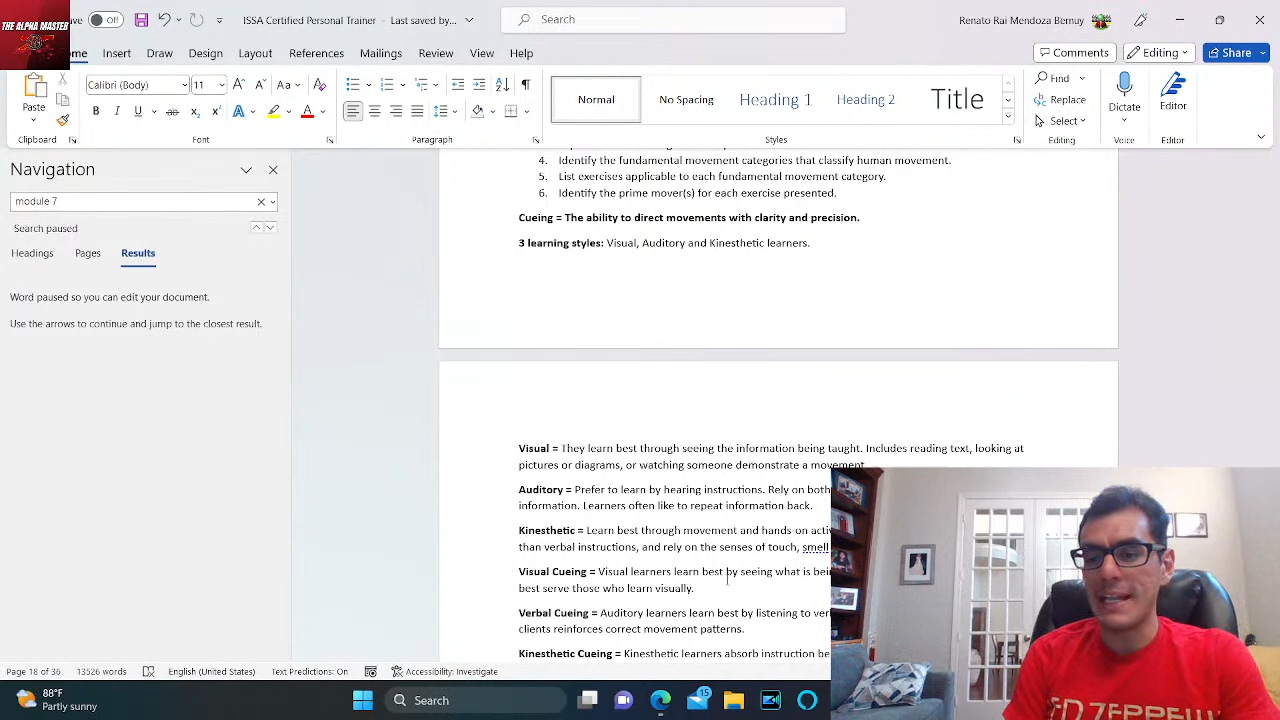 THE ALPHA MASTER
Off
ISSA Certified Personal Trainer - Last saved by...
Search
Renato Rai Mendoza Bernuy
Insert
Draw
Design
Layout
References
Mailings
Review
View
Help
Comments
Editing
Share
Paste
Clipboard
Calibri (Body)
11
Font
Paragraph
Normal
No Spacing
Heading 1
Heading 2
Title
Styles
Find
Replace
Select
Editing
Dictate
Voice
Editor
Editor
Navigation
module 7
Search paused
Headings
Pages
Results
Word paused so you can edit your document.
Use the arrows to continue and jump to the closest result.
4. Identify the fundamental movement categories that classify human movement.
5. List exercises applicable to each fundamental movement category.
6. Identify the prime mover(s) for each exercise presented.
Cueing = The ability to direct movements with clarity and precision.
3 learning styles: Visual, Auditory and Kinesthetic learners.
Visual = They learn best through seeing the information being taught. Includes reading text, looking at
pictures or diagrams, or watching someone demonstrate a movement.
Auditory = Prefer to learn by hearing instructions. Rely on both
information. Learners often like to repeat information back.
Kinesthetic = Learn best through movement and hands-on
than verbal instructions, and rely on the senses of touch, smell
Visual Cueing = Visual learners learn best by seeing what is
best serve those who learn visually.
Verbal Cueing = Auditory learners learn best by listening to
clients reinforces correct movement patterns.
Kinesthetic Cueing = Kinesthetic learners absorb instruction
Page 18 of 36
13526 words
English (United States)
Text Predictions: On
Accessibility: Investigate
88°F
Partly sunny
Search
15